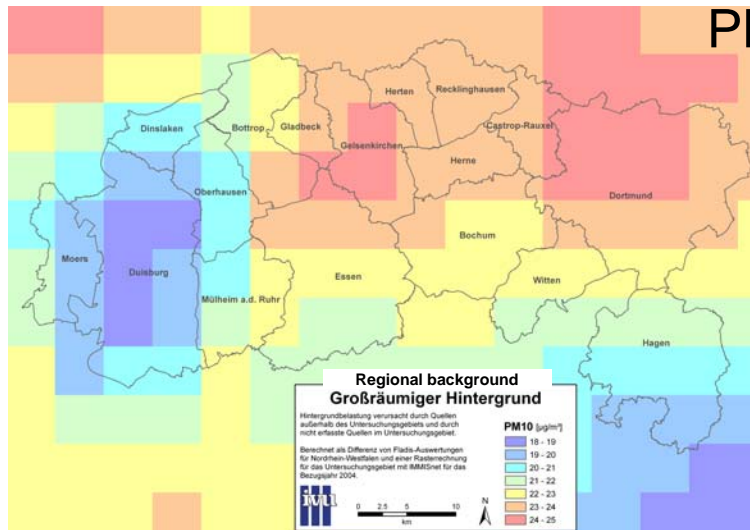 PI
Herten
Recklinghausen
Dinslaken
Bottrop
Gladbeck
Castrop-Rauxel
Gelsenkirchen
Herne
Oberhausen
Dortmund
Bochum
Moers
Duisburg
Essen
Witten
Mülheim a.d. Ruhr
Hagen
Regional background
Großräumiger Hintergrund
Hintergrundbelastung verursacht durch Quellen
außerhalb des Untersuchungsgebiets und durch
nicht erfasste Quellen im Untersuchungsgebiet.
Berechnet als Differenz von Fladis-Auswertungen
für Nordrhein-Westfalen und einer Rasterrechnung
für das Untersuchungsgebiet mit IMMISnet für das
Bezugsjahr 2004.
PM10 [µg/m³]
18 - 19
19 - 20
20 - 21
21 - 22
22 - 23
23 - 24
24 - 25
ivu
0 2.5 5 10
km
N